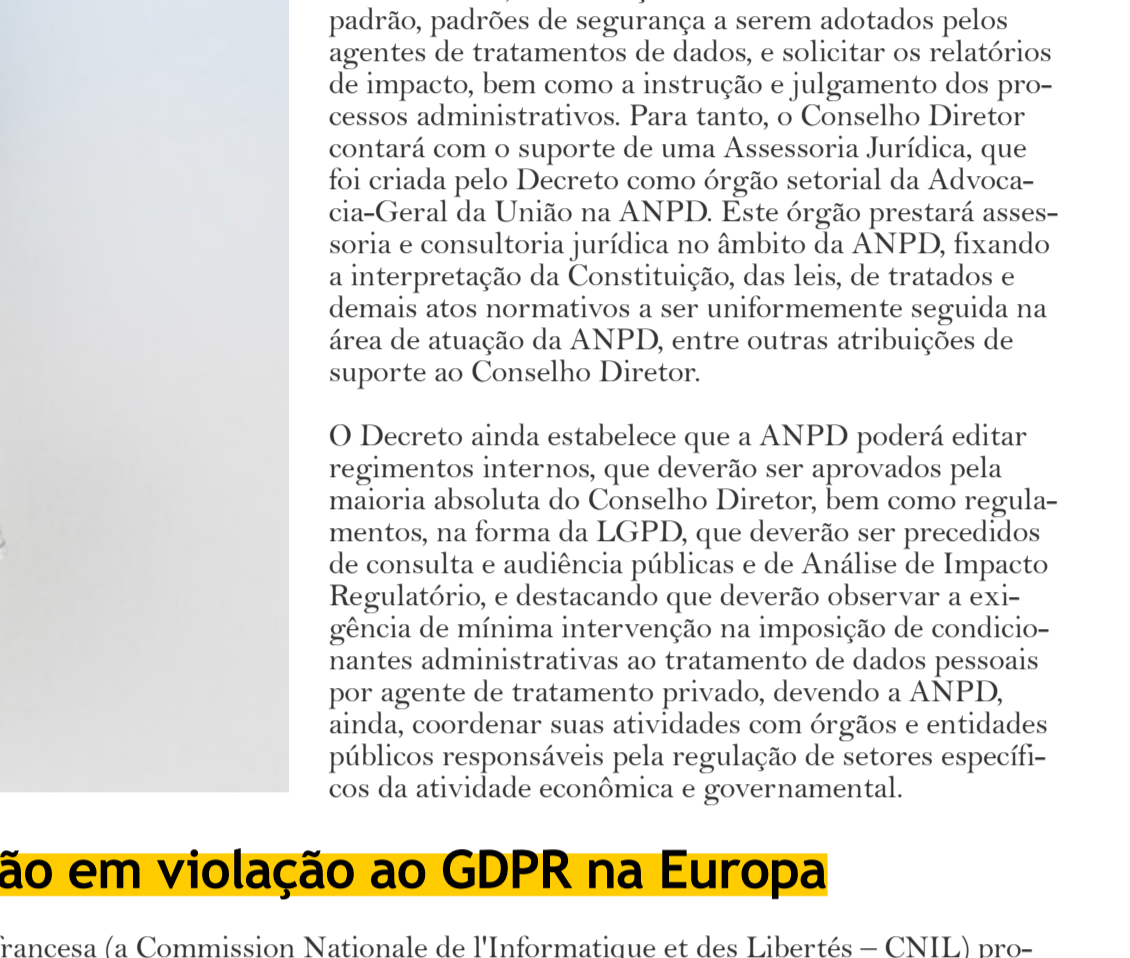 padrão, padrões de segurança a serem adotados pelos
agentes de tratamentos de dados, e solicitar os relatórios
de impacto, bem como a instrução e julgamento dos pro-
cessos administrativos. Para tanto, o Conselho Diretor
contará com o suporte de uma Assessoria Jurídica, que
foi criada pelo Decreto como órgão setorial da Advoca-
cia-Geral da União na ANPD. Este órgão prestará asses-
soria e consultoria jurídica no âmbito da ANPD, fixando
a interpretação da Constituição, das leis, de tratados e
demais atos normativos a ser uniformemente seguida na
área de atuação da ANPD, entre outras atribuições de
suporte ao Conselho Diretor.
O Decreto ainda estabelece que a ANPD poderá editar
regimentos internos, que deverão ser aprovados pela
maioria absoluta do Conselho Diretor, bem como regula-
mentos, na forma da LGPD, que deverão ser precedidos
de consulta e audiência públicas e de Análise de Impacto
Regulatório, e destacando que deverão observar a exi-
gência de mínima intervenção na imposição de condicio-
nantes administrativas ao tratamento de dados pessoais
por agente de tratamento privado, devendo a ANPD,
ainda, coordenar suas atividades com órgãos e entidades
públicos responsáveis pela regulação de setores específi-
cos da atividade econômica e governamental.
ão em violação ao GDPR na Europa
francesa (a Commission Nationale de l'Informatique et des Libertés – CNIL) pro-